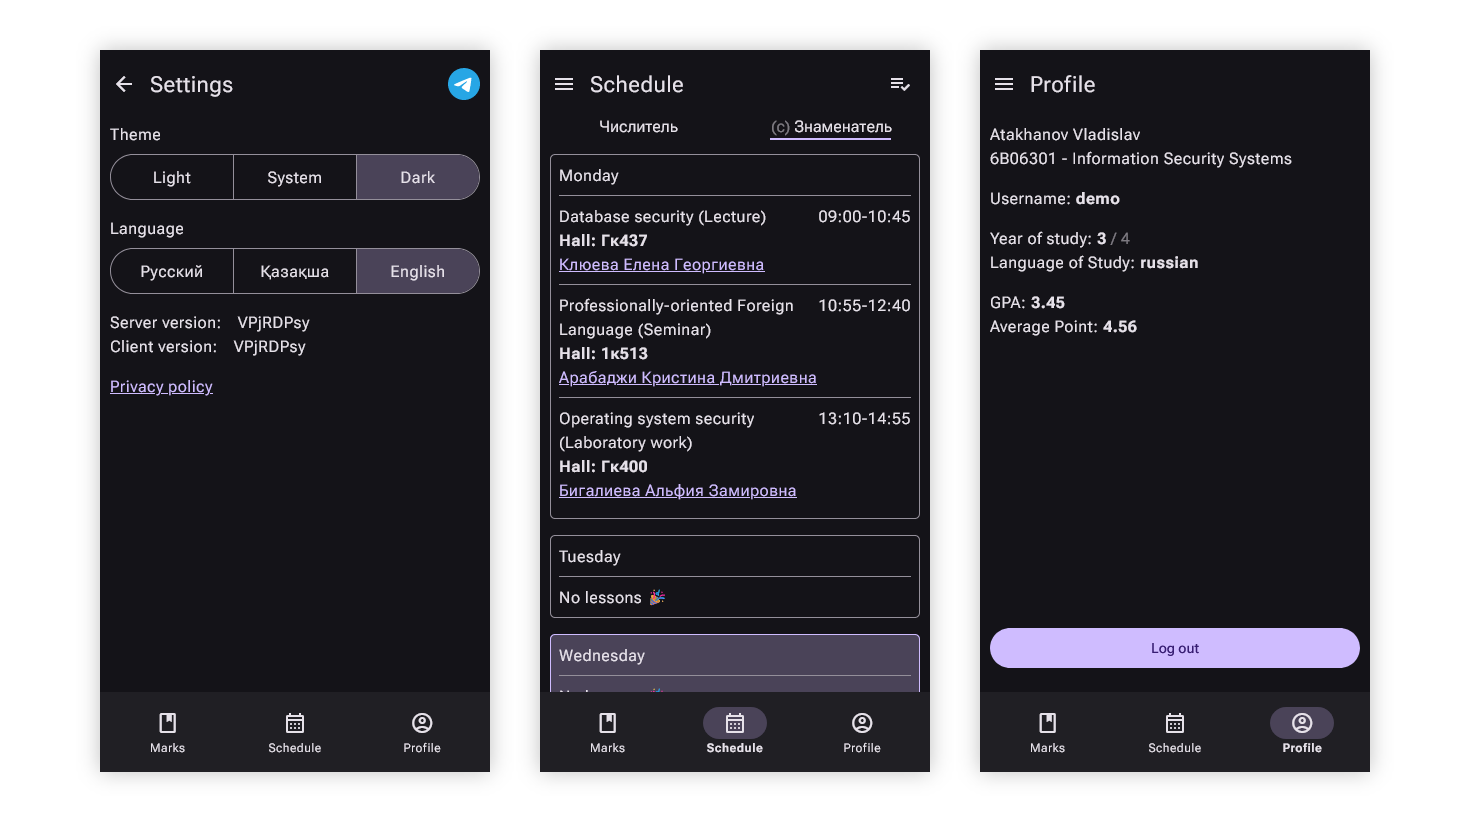 Settings
Theme
Light
System
Dark
Language
Русский
Қазақша
English
Server version: VPjRDPsy
Client version: VPjRDPsy
Privacy policy
Marks
Schedule
Profile
Schedule
Числитель
(c) Знаменатель
Monday
Database security (Lecture) 09:00-10:45
Hall: Гк437
Клюева Елена Георгиевна
Professionally-oriented Foreign 10:55-12:40
Language (Seminar)
Hall: 1к513
Арабаджи Кристина Дмитриевна
Operating system security 13:10-14:55
(Laboratory work)
Hall: Гк400
Бигалиева Альфия Замировна
Tuesday
No lessons 🎉
Wednesday
Marks
Schedule
Profile
Profile
Atakhanov Vladislav
6B06301 - Information Security Systems
Username: demo
Year of study: 3 / 4
Language of Study: russian
GPA: 3.45
Average Point: 4.56
Log out
Marks
Schedule
Profile